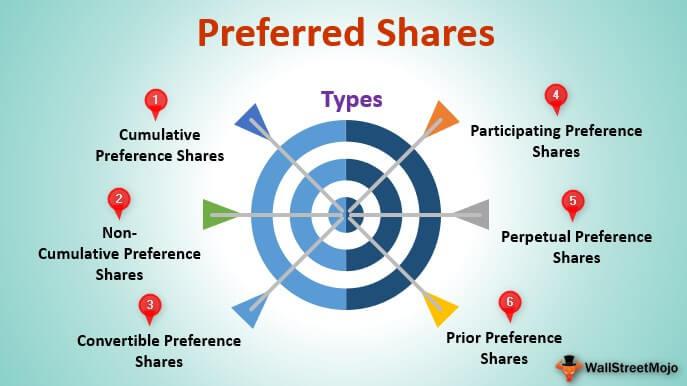 Preferred Shares
Types
1
Cumulative
Preference Shares
2
Non-
Cumulative Preference
Shares
3
Convertible Preference
Shares
4
Participating Preference
Shares
5
Perpetual Preference
Shares
6
Prior Preference
Shares
WallStreetMojo